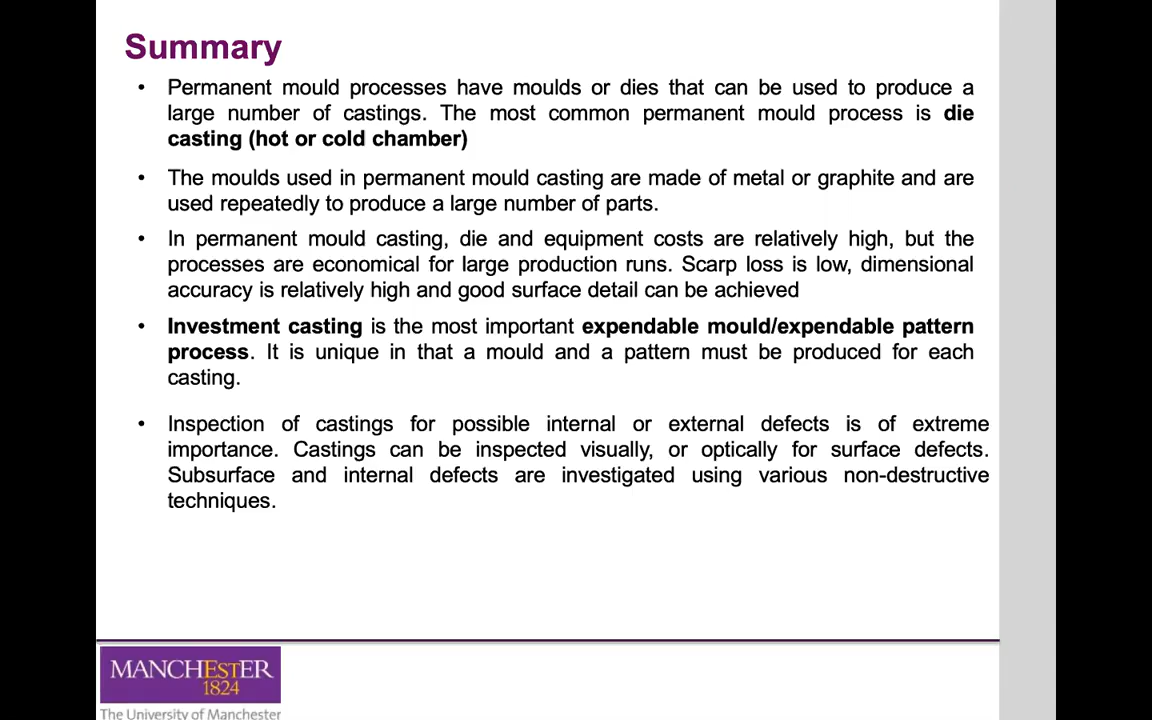 Summary
• Permanent mould processes have moulds or dies that can be used to produce a
large number of castings. The most common permanent mould process is die
casting (hot or cold chamber)
• The moulds used in permanent mould casting are made of metal or graphite and are
used repeatedly to produce a large number of parts.
• In permanent mould casting, die and equipment costs are relatively high, but the
processes are economical for large production runs. Scarp loss is low, dimensional
accuracy is relatively high and good surface detail can be achieved
• Investment casting is the most important expendable mould/expendable pattern
process. It is unique in that a mould and a pattern must be produced for each
casting.
• Inspection of castings for possible internal or external defects is of extreme
importance. Castings can be inspected visually, or optically for surface defects.
Subsurface and internal defects are investigated using various non-destructive
techniques.
MANCHESTER
1824
The University of Manchester